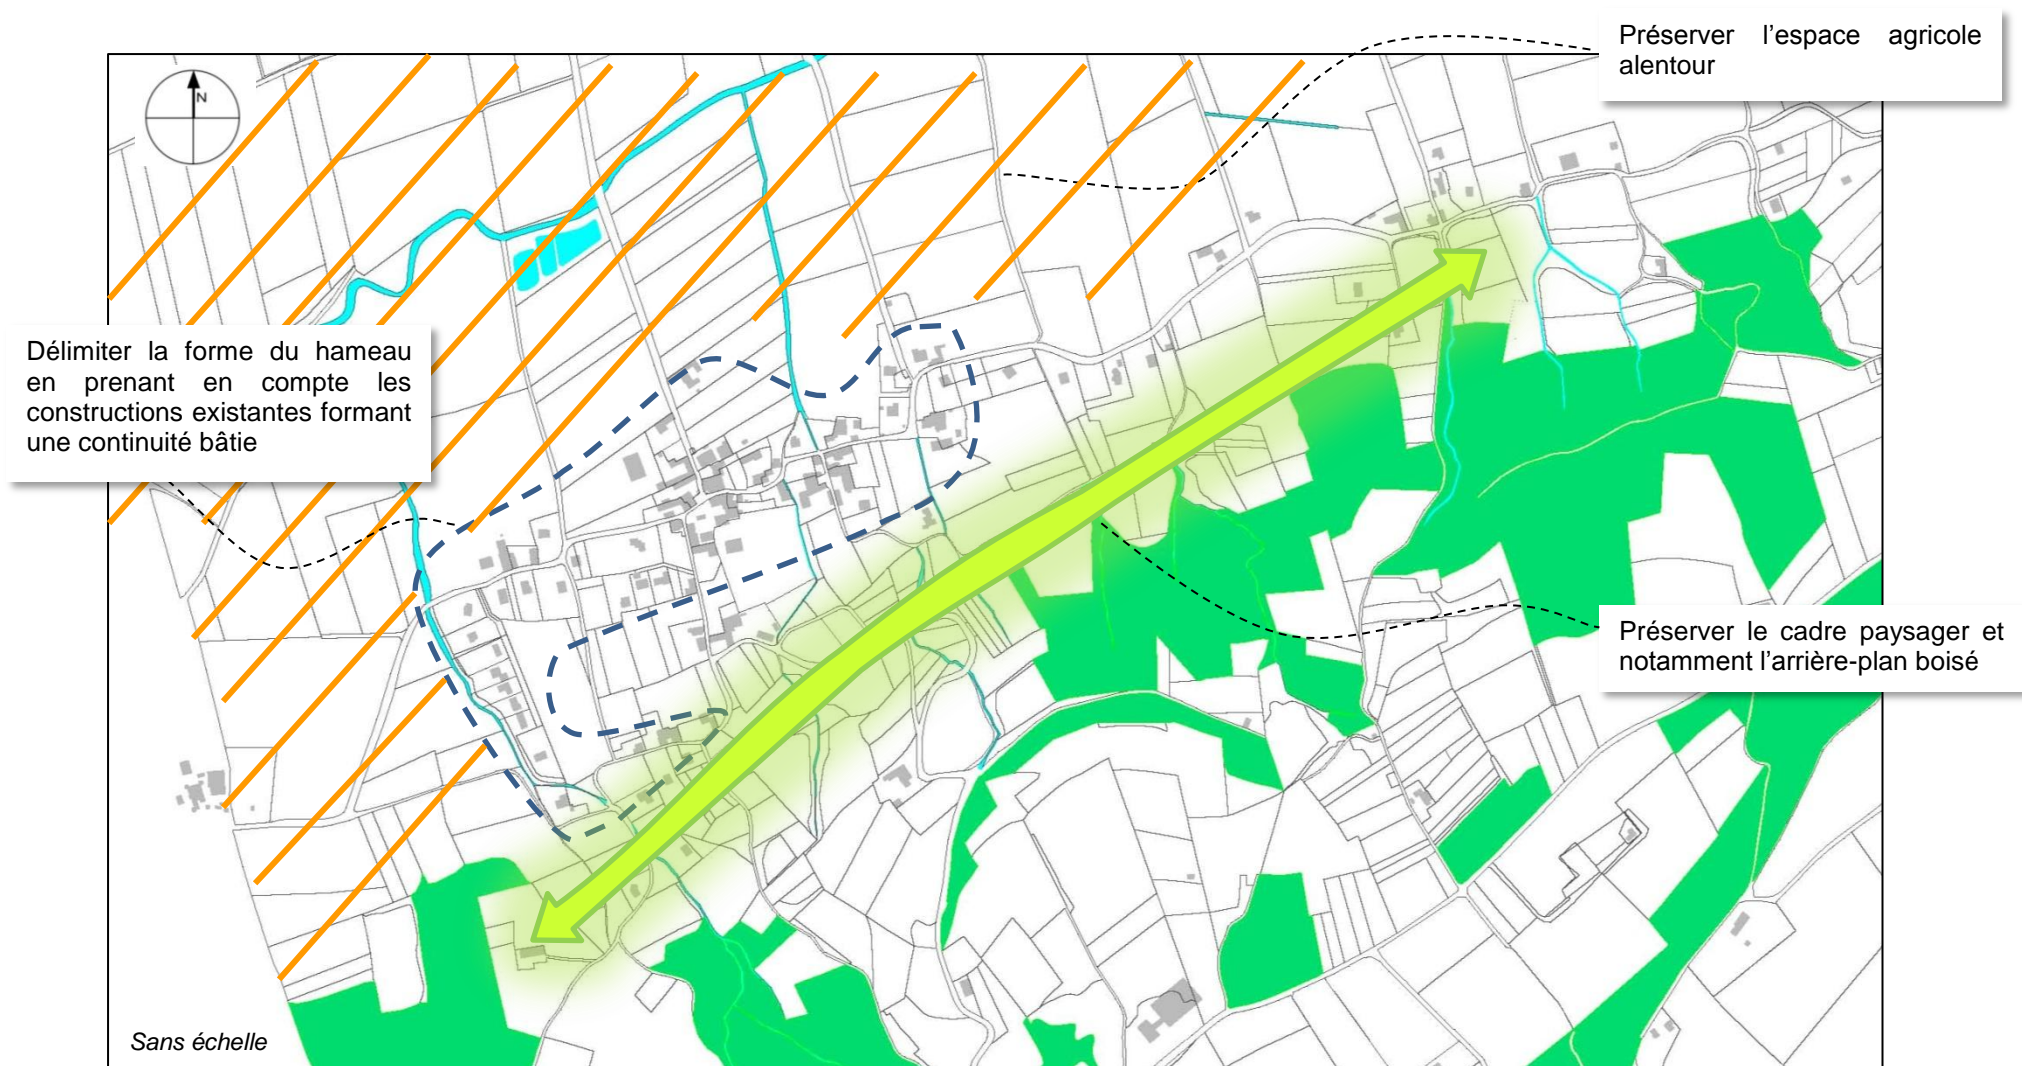 Préserver l'espace agricole
alentour
N
Délimiter la forme du hameau
en prenant en compte les
constructions existantes formant
une continuité bâtie
Préserver le cadre paysager et
notamment l'arrière-plan boisé
Sans échelle